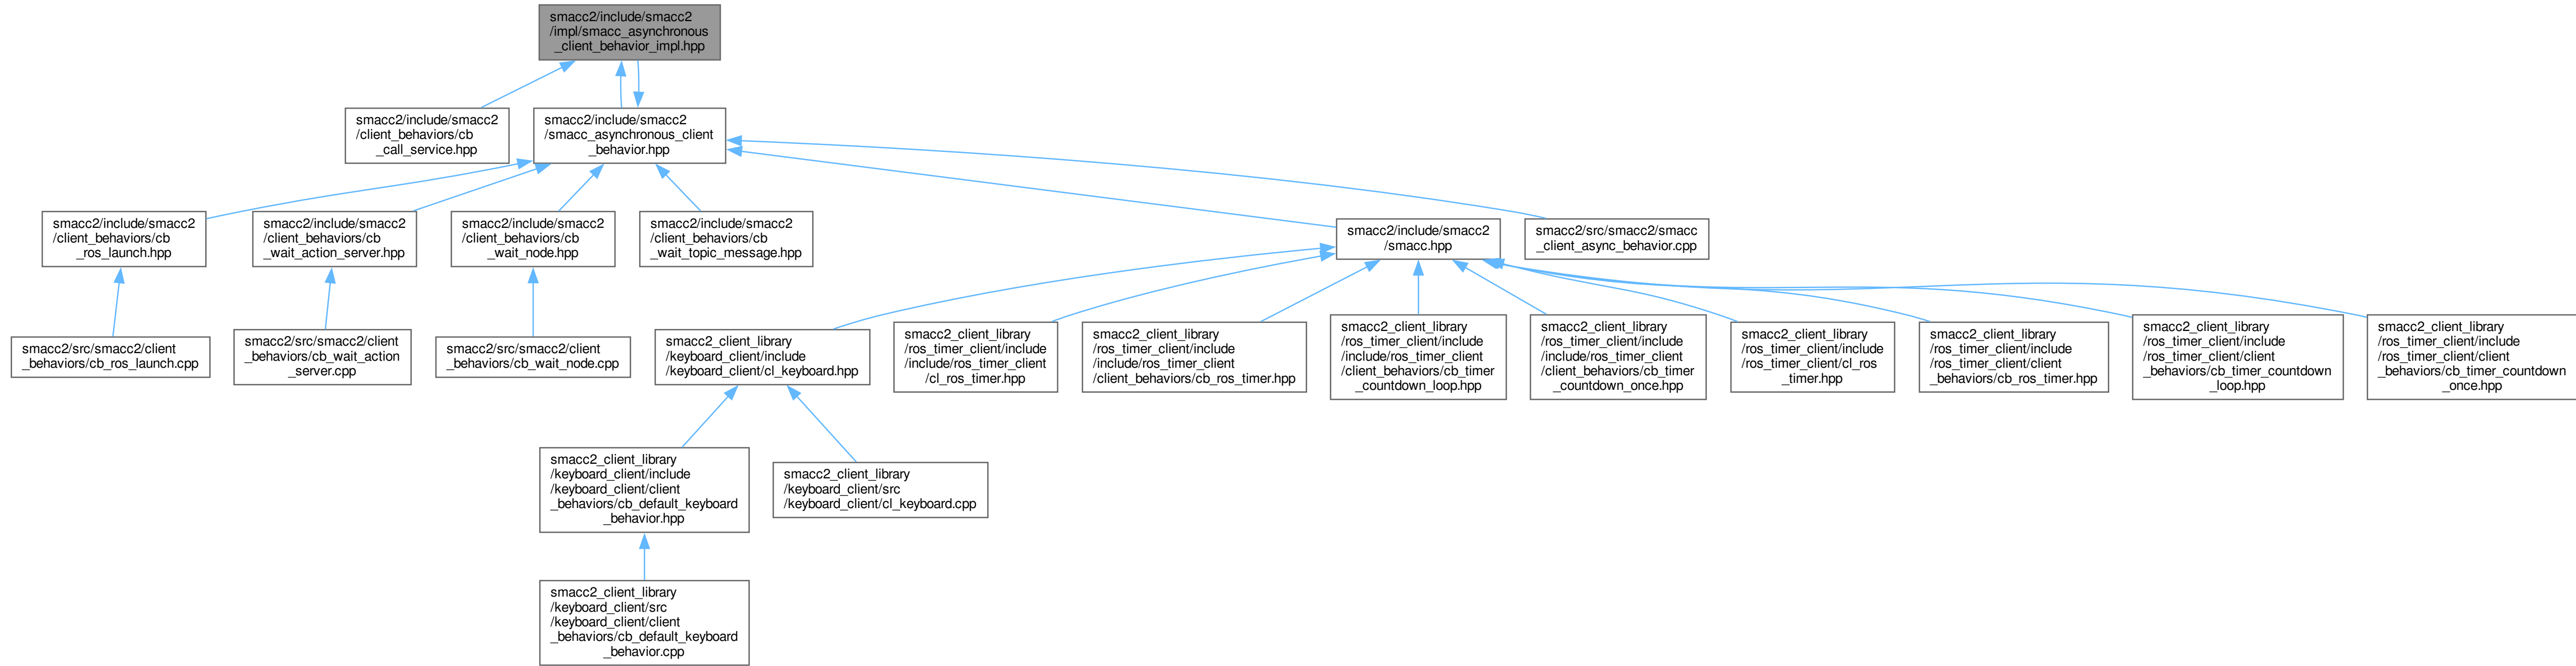 smacc2/include/smacc2
/impl/smacc_asynchronous
_client_behavior_impl.hpp
smacc2/include/smacc2
/client_behaviors/cb
_call_service.hpp
smacc2/include/smacc2
/smacc_asynchronous_client
_behavior.hpp
smacc2/include/smacc2
/client_behaviors/cb
_ros_launch.hpp
smacc2/include/smacc2
/client_behaviors/cb
_wait_action_server.hpp
smacc2/include/smacc2
/client_behaviors/cb
_wait_node.hpp
smacc2/include/smacc2
/client_behaviors/cb
_wait_topic_message.hpp
smacc2/include/smacc2
/smacc.hpp
smacc2/src/smacc2/smacc
_client_async_behavior.cpp
smacc2/src/smacc2/client
_behaviors/cb_ros_launch.cpp
smacc2/src/smacc2/client
_behaviors/cb_wait_action
_server.cpp
smacc2/src/smacc2/client
_behaviors/cb_wait_node.cpp
smacc2_client_library
/keyboard_client/include
/keyboard_client/cl_keyboard.hpp
smacc2_client_library
/ros_timer_client/include
include/ros_timer_client
/cl_ros_timer.hpp
smacc2_client_library
/ros_timer_client/include
include/ros_timer_client
/client_behaviors/cb_ros_timer.hpp
smacc2_client_library
/ros_timer_client/include
include/ros_timer_client
/client_behaviors/cb_timer
_countdown_loop.hpp
smacc2_client_library
/ros_timer_client/include
include/ros_timer_client
/client_behaviors/cb_timer
_countdown_once.hpp
smacc2_client_library
/ros_timer_client/include
/ros_timer_client/cl_ros
_timer.hpp
smacc2_client_library
/ros_timer_client/include
/ros_timer_client/client
_behaviors/cb_ros_timer.hpp
smacc2_client_library
/ros_timer_client/include
/ros_timer_client/client
_behaviors/cb_timer_countdown
_loop.hpp
smacc2_client_library
/ros_timer_client/include
/ros_timer_client/client
_behaviors/cb_timer_countdown
_once.hpp
smacc2_client_library
/keyboard_client/include
/keyboard_client/client
_behaviors/cb_default_keyboard
_behavior.hpp
smacc2_client_library
/keyboard_client/src
/keyboard_client/cl_keyboard.cpp
smacc2_client_library
/keyboard_client/src
/keyboard_client/client
_behaviors/cb_default_keyboard
_behavior.cpp